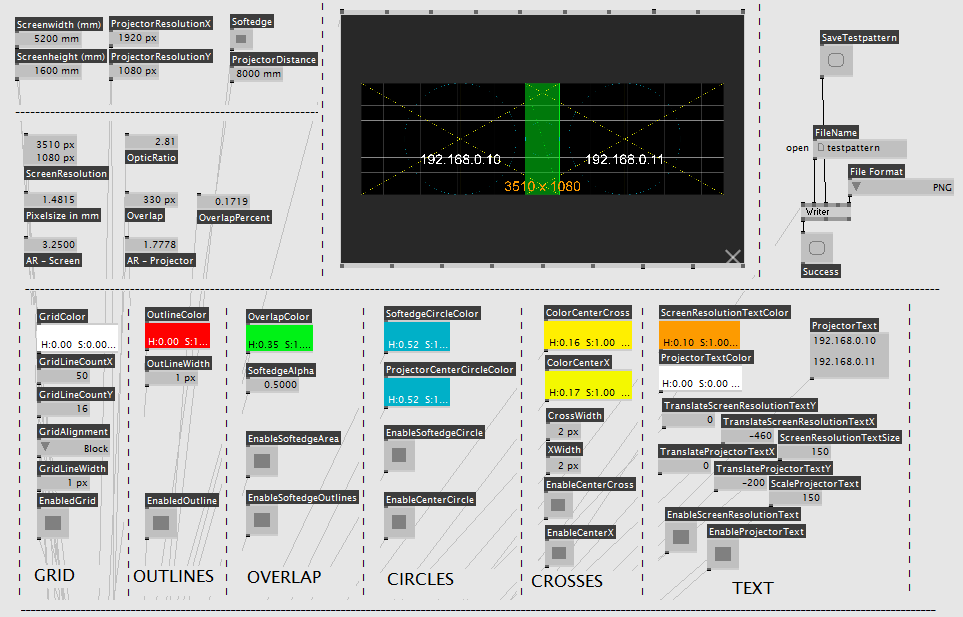 Screenwidth (mm)
5200 mm
Screenheight (mm)
1600 mm
ProjectorResolutionX
1920 px
ProjectorResolutionY
1080 px
Softedge
ProjectorDistance
8000 mm
3510 px
1080 px
ScreenResolution
1.4815
Pixelsize in mm
3.2500
AR - Screen
2.81
OpticRatio
330 px
Overlap
1.7778
AR - Projector
0.1719
OverlapPercent
192.168.0.10
192.168.0.11
3510 x 1080
SaveTestpattern
FileName
open
testpattern
File Format
PNG
Writer
Success
GridColor
H:0.00 S:0.00...
GridLineCountX
50
GridLineCountY
16
GridAlignment
Block
GridLineWidth
1 px
EnabledGrid
GRID
OutlineColor
H:0.00 S:1...
OutLineWidth
1 px
EnabledOutline
OUTLINES
OverlapColor
H:0.35 S:1...
SoftedgeAlpha
0.5000
EnableSoftedgeArea
EnableSoftedgeOutlines
OVERLAP
SoftedgeCircleColor
H:0.52 S:1...
ProjectorCenterCircleColor
H:0.52 S:1...
EnableSoftedgeCircle
EnableCenterCircle
CIRCLES
ColorCenterCross
H:0.16 S:1.00 ...
ColorCenterX
H:0.17 S:1.00 ...
CrossWidth
2 px
XWidth
2 px
EnableCenterCross
EnableCenterX
CROSSES
ScreenResolutionTextColor
H:0.10 S:1.00...
ProjectorTextColor
H:0.00 S:0.00 ...
ProjectorText
192.168.0.10
192.168.0.11
TranslateScreenResolutionTextY
0
TranslateScreenResolutionTextX
-460
ScreenResolutionTextSize
150
TranslateProjectorTextX
0
TranslateProjectorTextY
-200
ScaleProjectorText
150
EnableScreenResolutionText
EnableProjectorText
TEXT